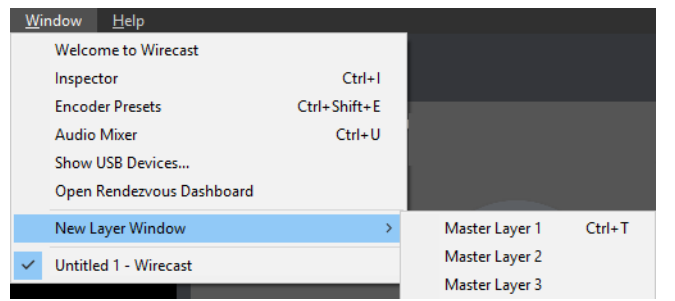 Window Help
Welcome to Wirecast
Inspector Ctrl+I
Encoder Presets Ctrl+Shift+E
Audio Mixer Ctrl+U
Show USB Devices...
Open Rendezvous Dashboard
New Layer Window > Master Layer 1 Ctrl+T
Master Layer 2
✓ Untitled 1 - Wirecast
Master Layer 3